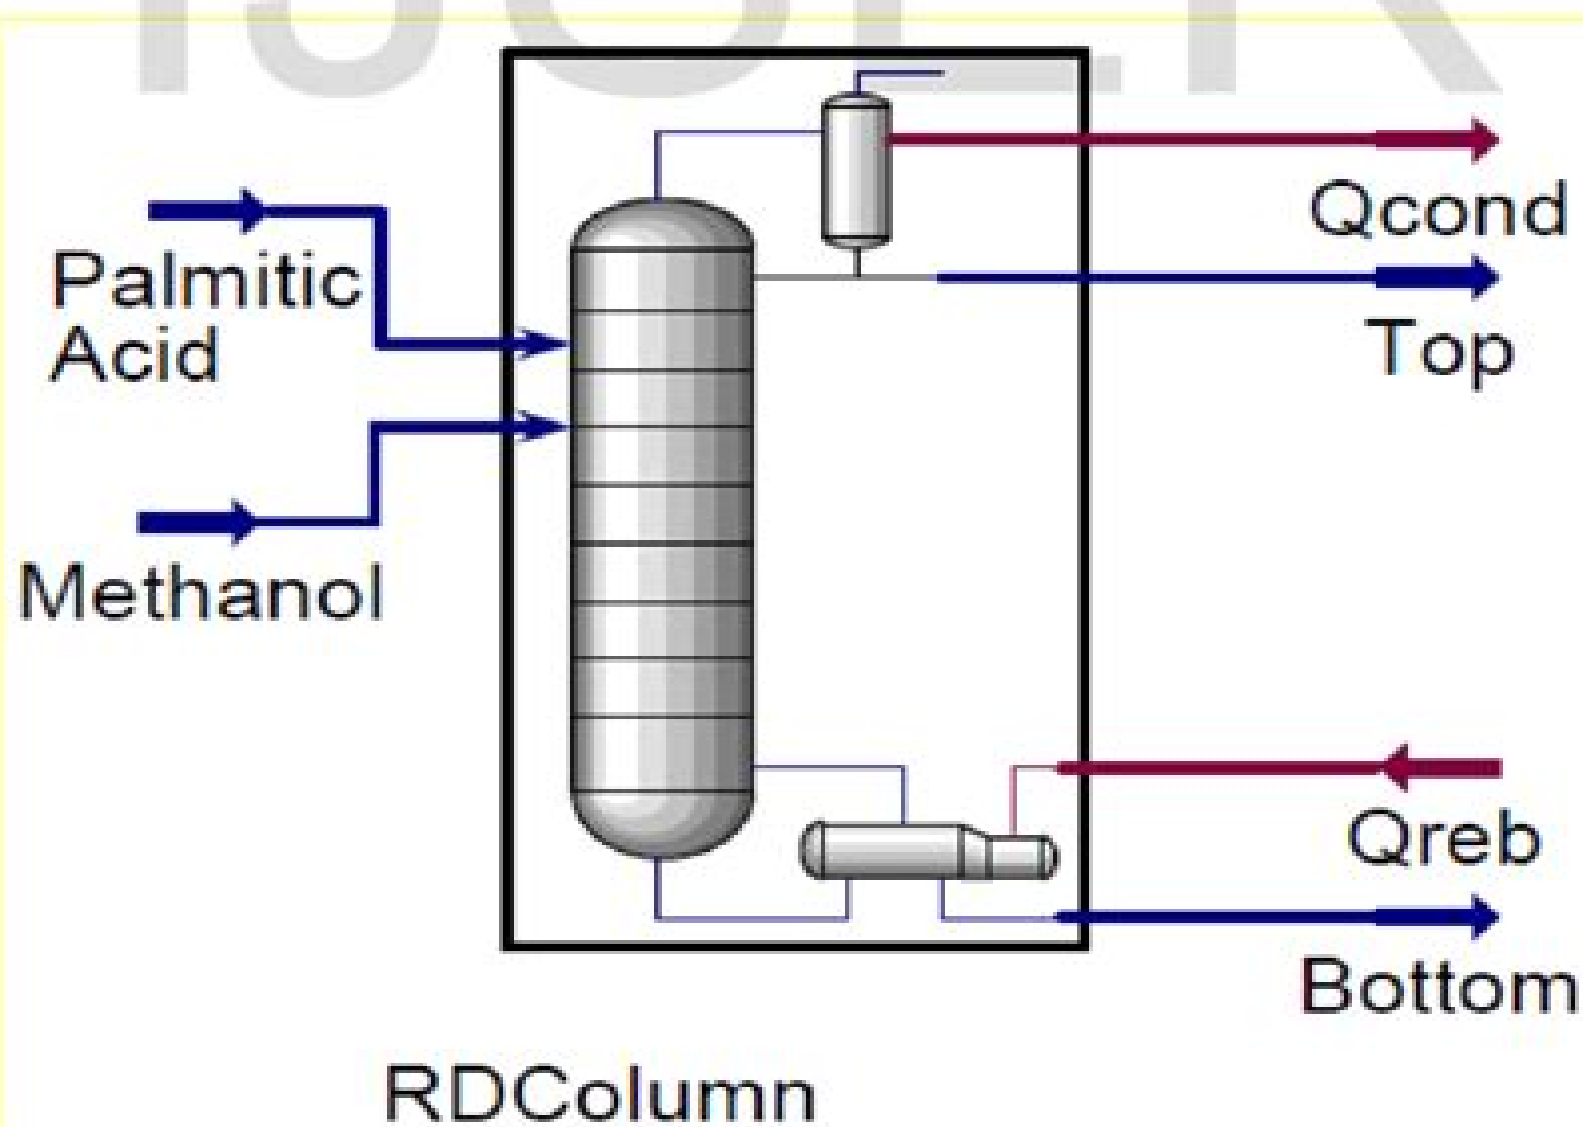 Qcond
Palmitic
Acid
Top
Methanol
Qreb
Bottom
RDColumn